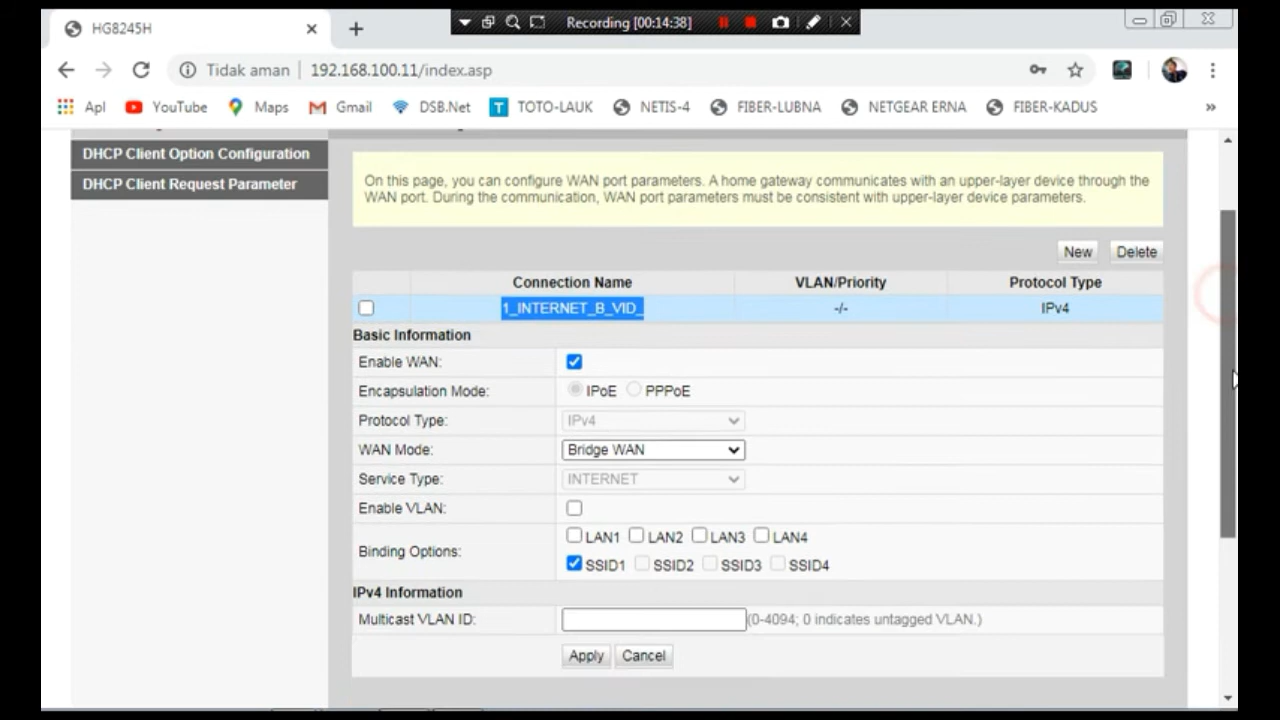 HG8245H
Recording [00:14:38]
Tidak aman 192.168.100.11/index.asp
Apl YouTube Maps Gmail DSB.Net T TOTO-LAUK NETIS-4 FIBER-LUBNA NETGEAR ERNA FIBER-KADUS »
DHCP Client Option Configuration
DHCP Client Request Parameter
On this page, you can configure WAN port parameters. A home gateway communicates with an upper-layer device through the
WAN port. During the communication, WAN port parameters must be consistent with upper-layer device parameters.
New Delete
Connection Name VLAN/Priority Protocol Type
1_INTERNET_B_VID_ -/- IPv4
Basic Information
Enable WAN:
Encapsulation Mode: IPoE PPPoE
Protocol Type: IPv4
WAN Mode: Bridge WAN
Service Type: INTERNET
Enable VLAN:
Binding Options: LAN1 LAN2 LAN3 LAN4
SSID1 SSID2 SSID3 SSID4
IPv4 Information
Multicast VLAN ID: (0-4094; 0 indicates untagged VLAN.)
Apply Cancel